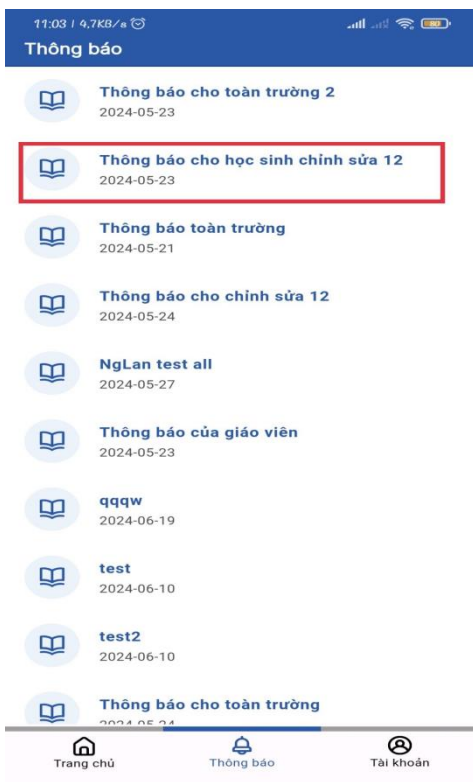 11:03 | 4,7KB/s
80
Thông báo
Thông báo cho toàn trường 2
2024-05-23
Thông báo cho học sinh chỉnh sửa 12
2024-05-23
Thông báo toàn trường
2024-05-21
Thông báo cho chỉnh sửa 12
2024-05-24
NgLan test all
2024-05-27
Thông báo của giáo viên
2024-05-23
qqqw
2024-06-19
test
2024-06-10
test2
2024-06-10
Thông báo cho toàn trường
2024-05-24
Trang chủ
Thông báo
Tài khoản